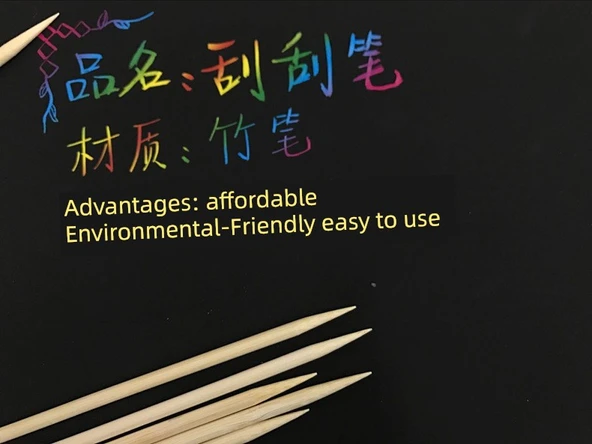 品名:刮刮笔
材质:竹笔
Advantages: affordable
Environmental-Friendly easy to use